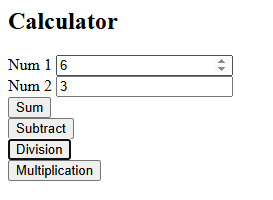 Calculator
Num 1 6
Num 2 3
Sum
Subtract
Division
Multiplication